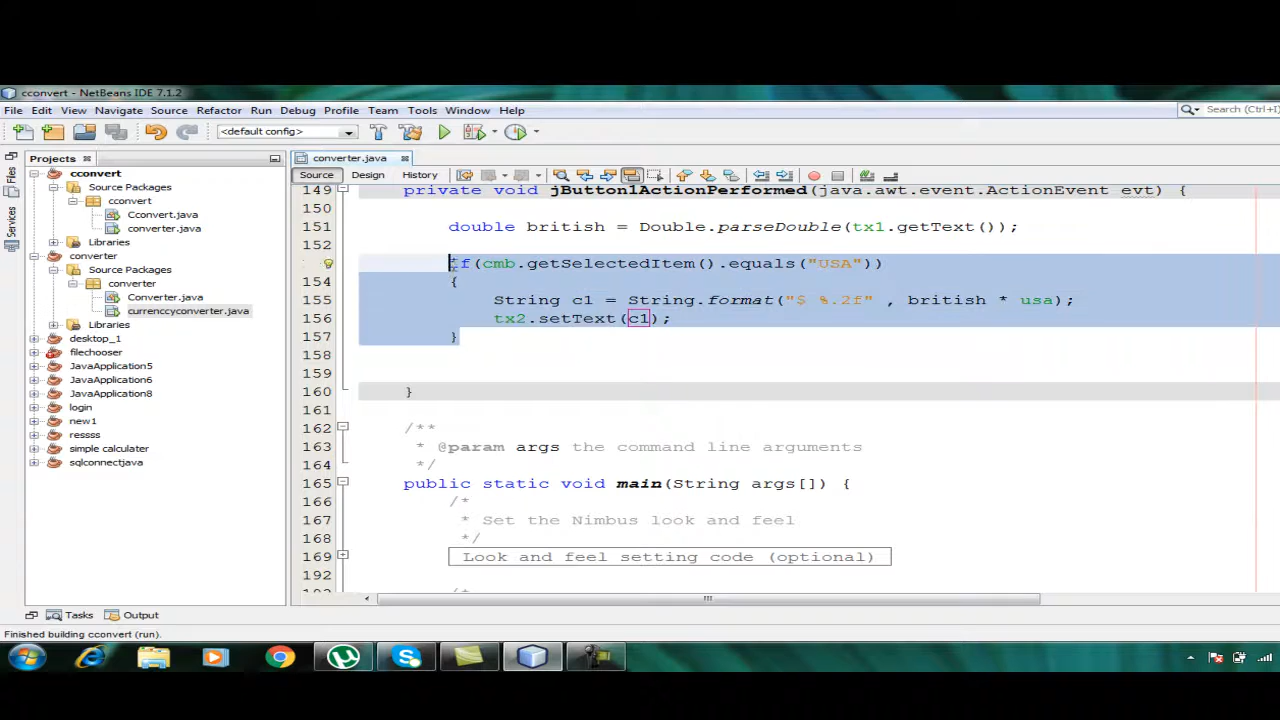 cconvert - NetBeans IDE 7.1.2
File Edit View Navigate Source Refactor Run Debug Profile Team Tools Window Help
Search (Ctrl+I)
<default config>
Files
Services
Projects
cconvert
Source Packages
cconvert
Cconvert.java
converter.java
Libraries
converter
Source Packages
converter
Converter.java
currenccyconverter.java
Libraries
desktop_1
filechooser
JavaApplication5
JavaApplication6
JavaApplication8
login
new1
ressss
simple calculater
sqlconnectjava
converter.java
Source Design History
149 private void jButton1ActionPerformed(java.awt.event.ActionEvent evt) {
150
151 double british = Double.parseDouble(tx1.getText());
152
if(cmb.getSelectedItem().equals("USA"))
154 {
155 String c1 = String.format("$ %.2f" , british * usa);
156 tx2.setText(c1);
157 }
158
159
160 }
161
162 /**
163 * @param args the command line arguments
164 */
165 public static void main(String args[]) {
166 /*
167 * Set the Nimbus look and feel
168 */
169 Look and feel setting code (optional)
192
Tasks Output
Finished building cconvert (run).